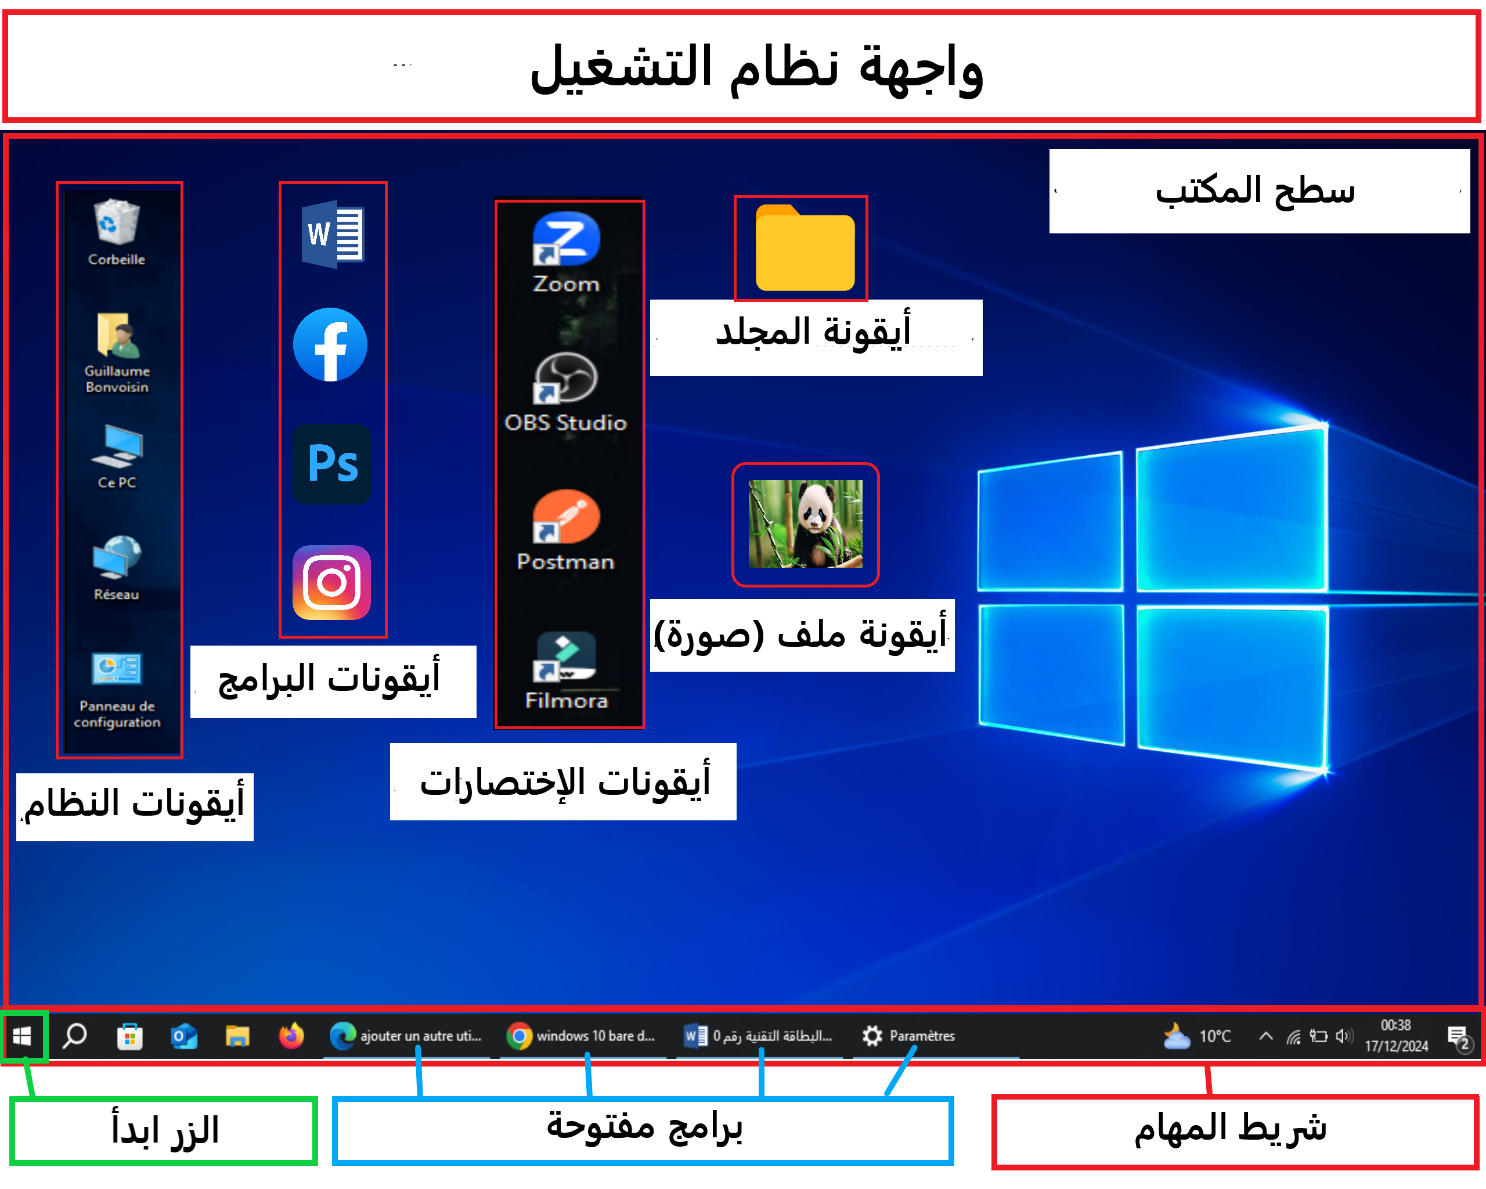 واجهة نظام التشغيل
سطح المكتب
Corbeille
Guillaume
Bonvoisin
Ce PC
Réseau
Panneau de
configuration
أيقونات النظام
W
f
Ps
أيقونات البرامج
Zoom
OBS Studio
Postman
Filmora
أيقونات الإختصارات
أيقونة المجلد
أيقونة ملف (صورة)
ajouter un autre uti...
windows 10 bare d...
البطاقة التقنية رقم 0...
Paramètres
10°C
00:38
17/12/2024
2
الزر ابدأ
برامج مفتوحة
شريط المهام